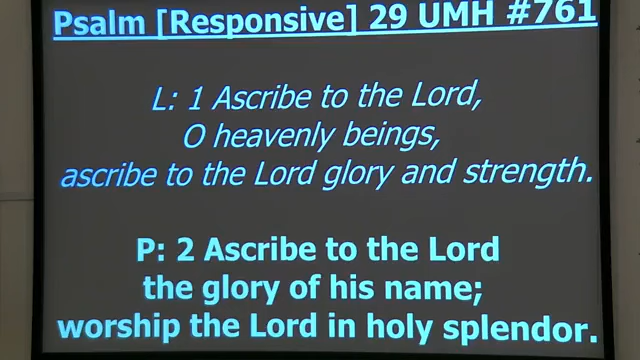 Psalm [Responsive] 29 UMH #761
L: 1 Ascribe to the Lord,
O heavenly beings,
ascribe to the Lord glory and strength.
P: 2 Ascribe to the Lord
the glory of his name;
worship the Lord in holy splendor.